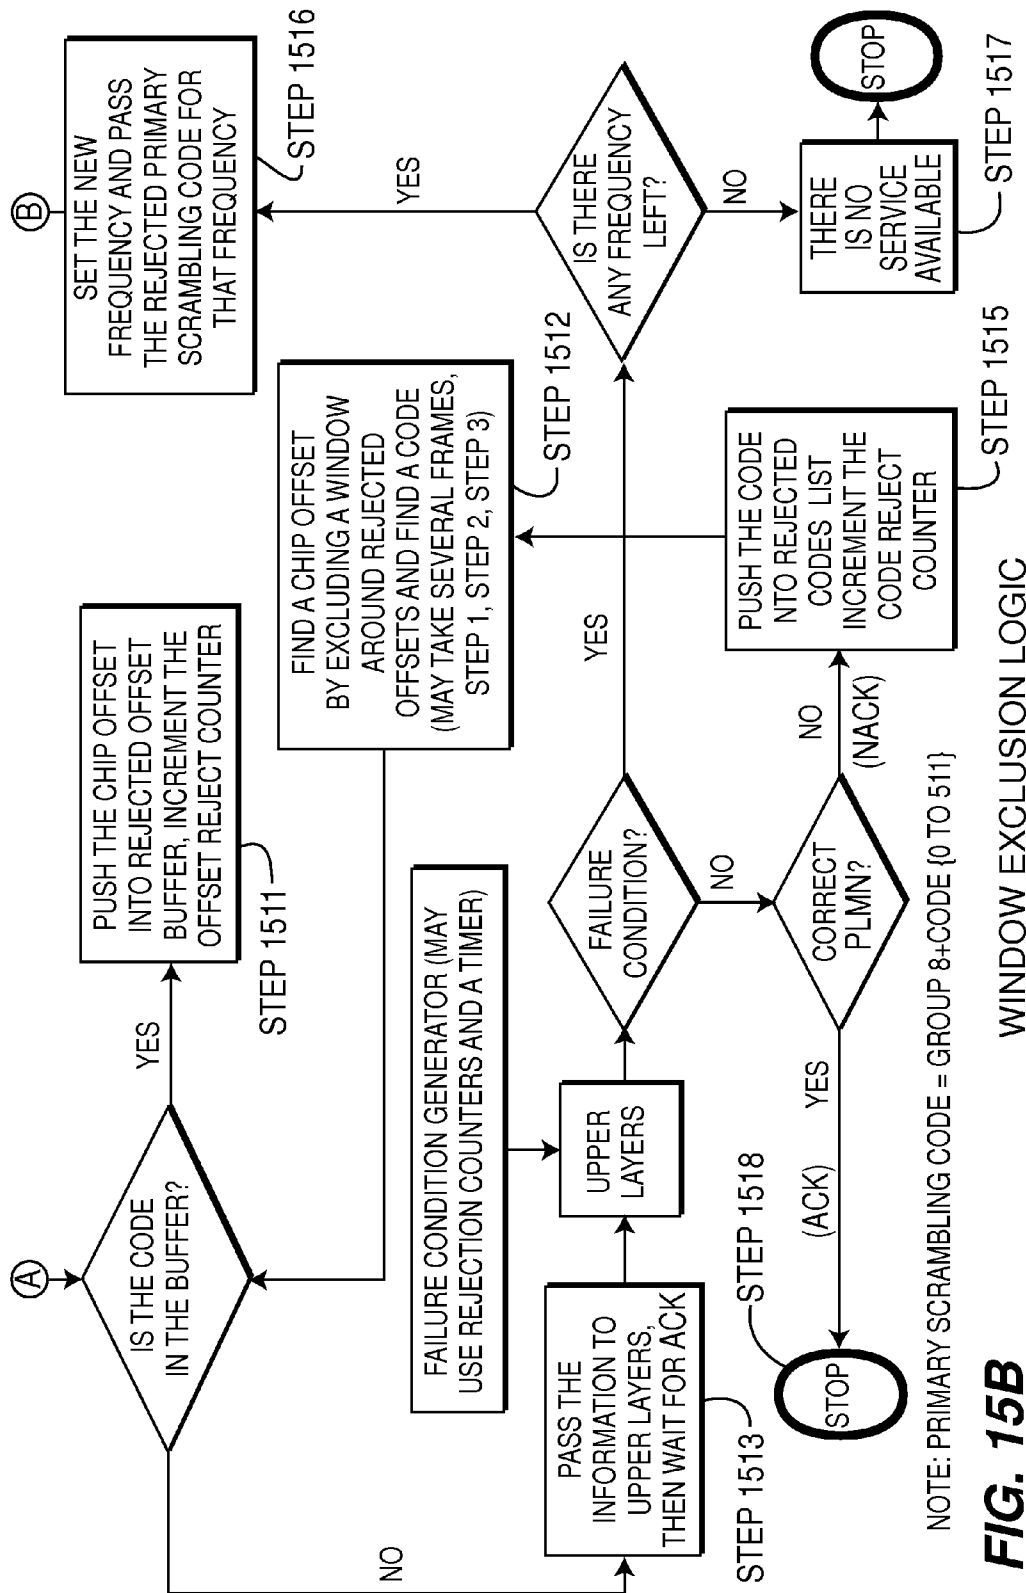 A
IS THE CODE
IN THE BUFFER?
YES
NO
PUSH THE CHIP OFFSET
INTO REJECTED OFFSET
BUFFER, INCREMENT THE
OFFSET REJECT COUNTER
STEP 1511
FIND A CHIP OFFSET
BY EXCLUDING A WINDOW
AROUND REJECTED
OFFSETS AND FIND A CODE
(MAY TAKE SEVERAL FRAMES,
STEP 1, STEP 2, STEP 3)
STEP 1512
B
SET THE NEW
FREQUENCY AND PASS
THE REJECTED PRIMARY
SCRAMBLING CODE FOR
THAT FREQUENCY
STEP 1516
FAILURE CONDITION GENERATOR (MAY
USE REJECTION COUNTERS AND A TIMER)
PASS THE
INFORMATION TO
UPPER LAYERS,
THEN WAIT FOR ACK
STEP 1513
UPPER
LAYERS
FAILURE
CONDITION?
YES
NO
IS THERE
ANY FREQUENCY
LEFT?
YES
NO
THERE
IS NO
SERVICE
AVAILABLE
STEP 1517
STOP
CORRECT
PLMN?
YES
(ACK)
NO
(NACK)
PUSH THE CODE
NTO REJECTED
CODES LIST
INCREMENT THE
CODE REJECT
COUNTER
STEP 1515
STOP
STEP 1518
NOTE: PRIMARY SCRAMBLING CODE = GROUP 8+CODE {0 TO 511}
FIG. 15B
WINDOW EXCLUSION LOGIC